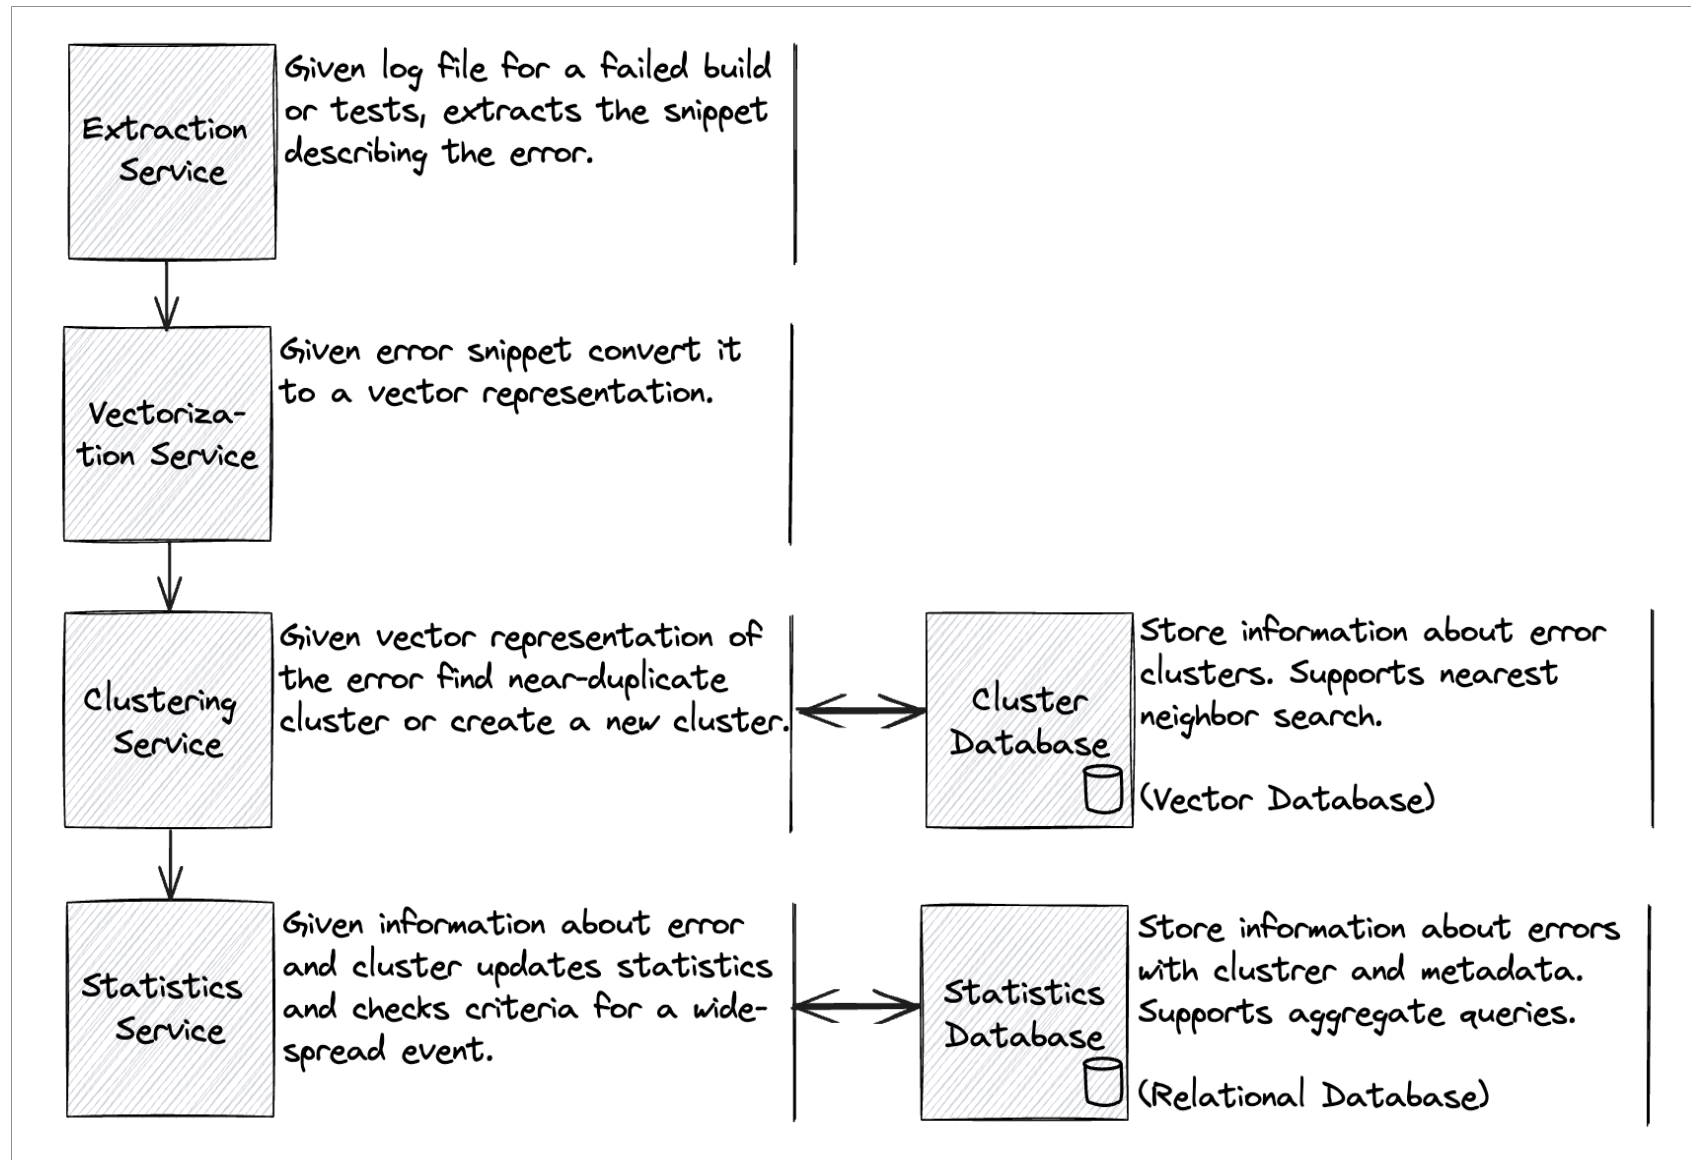 Extraction
Service
Given log file for a failed build
or tests, extracts the snippet
describing the error.
Vectoriza-
tion Service
Given error snippet convert it
to a vector representation.
Clustering
Service
Given vector representation of
the error find near-duplicate
cluster or create a new cluster.
Cluster
Database
Store information about error
clusters. Supports nearest
neighbor search.
(Vector Database)
Statistics
Service
Given information about error
and cluster updates statistics
and checks criteria for a wide-
spread event.
Statistics
Database
Store information about errors
with clustrer and metadata.
Supports aggregate queries.
(Relational Database)